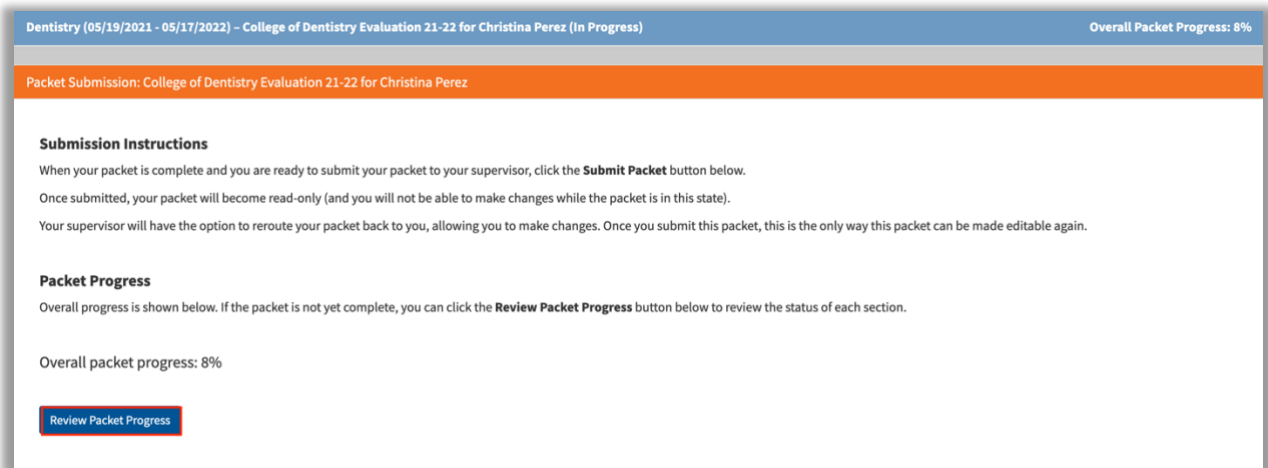 Dentistry (05/19/2021 - 05/17/2022) – College of Dentistry Evaluation 21-22 for Christina Perez (In Progress)
Overall Packet Progress: 8%
Packet Submission: College of Dentistry Evaluation 21-22 for Christina Perez
Submission Instructions
When your packet is complete and you are ready to submit your packet to your supervisor, click the Submit Packet button below.
Once submitted, your packet will become read-only (and you will not be able to make changes while the packet is in this state).
Your supervisor will have the option to reroute your packet back to you, allowing you to make changes. Once you submit this packet, this is the only way this packet can be made editable again.
Packet Progress
Overall progress is shown below. If the packet is not yet complete, you can click the Review Packet Progress button below to review the status of each section.
Overall packet progress: 8%
Review Packet Progress